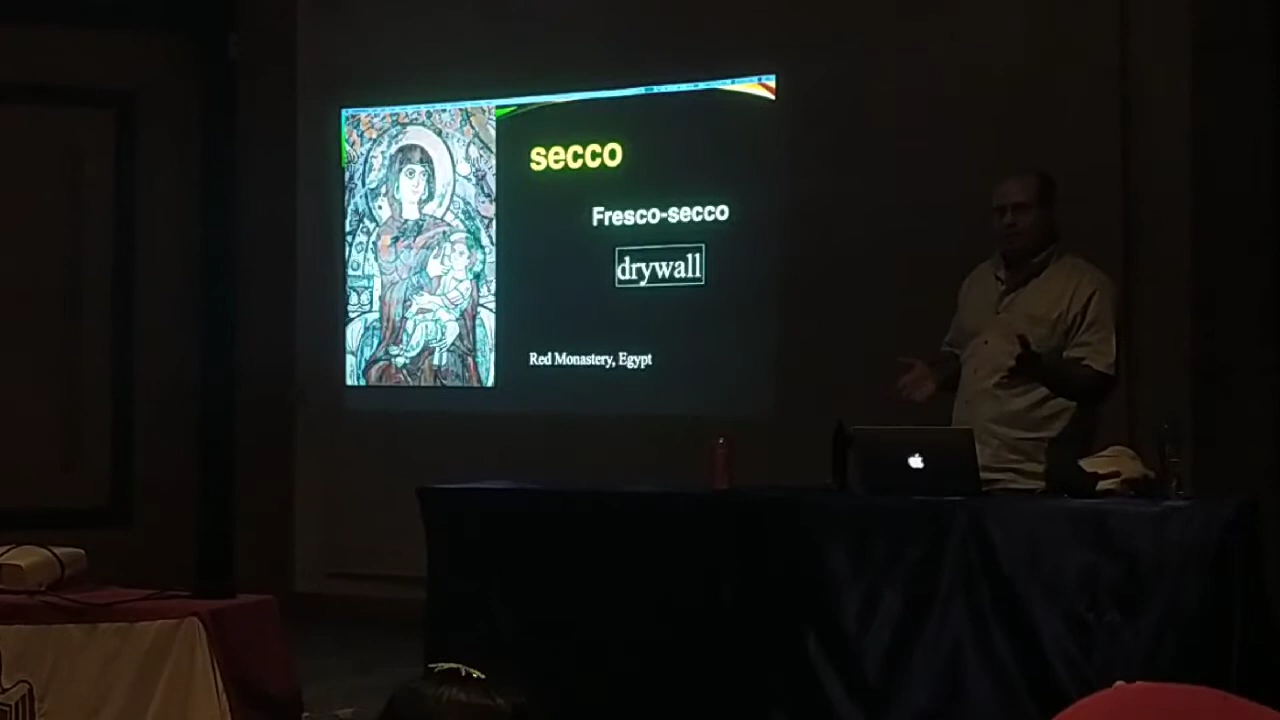 secco
Fresco-secco
drywall
Red Monastery, Egypt